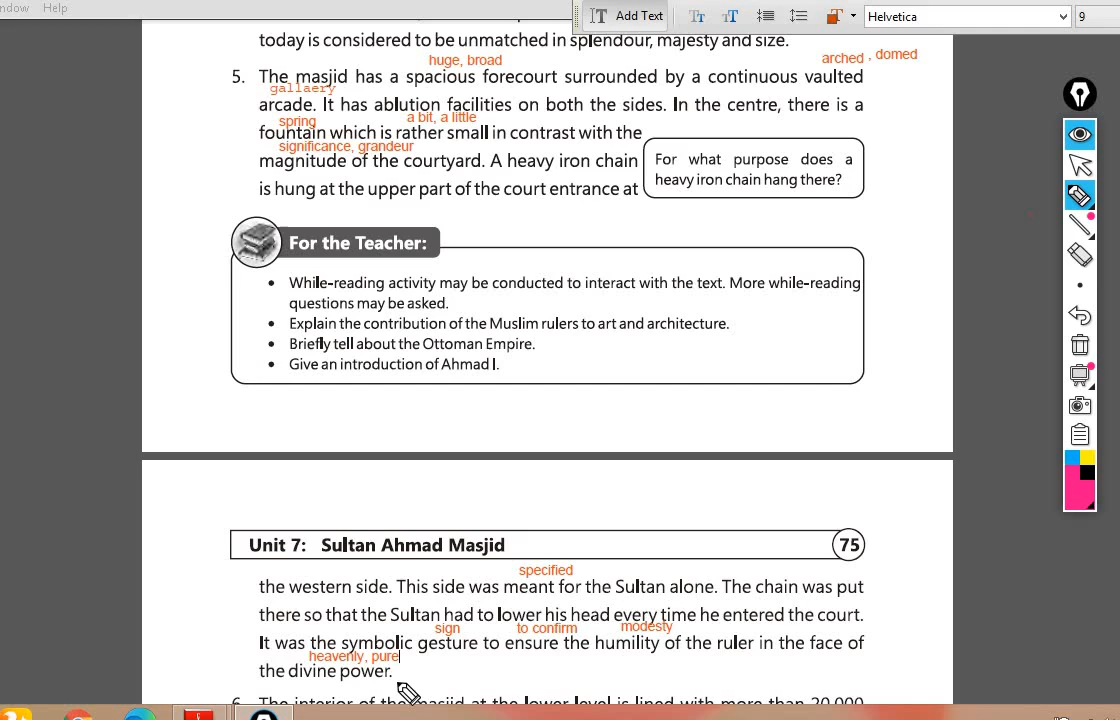 ndow Help
Add Text
Helvetica
9
today is considered to be unmatched in splendour, majesty and size.
huge, broad
arched , domed
5. The masjid has a spacious forecourt surrounded by a continuous vaulted
gallaery
arcade. It has ablution facilities on both the sides. In the centre, there is a
spring
a bit, a little
fountain which is rather small in contrast with the
significance, grandeur
magnitude of the courtyard. A heavy iron chain
is hung at the upper part of the court entrance at
For what purpose does a
heavy iron chain hang there?
For the Teacher:
• While-reading activity may be conducted to interact with the text. More while-reading
questions may be asked.
• Explain the contribution of the Muslim rulers to art and architecture.
• Briefly tell about the Ottoman Empire.
• Give an introduction of Ahmad I.
Unit 7: Sultan Ahmad Masjid
75
specified
the western side. This side was meant for the Sultan alone. The chain was put
there so that the Sultan had to lower his head every time he entered the court.
sign
to confirm
modesty
It was the symbolic gesture to ensure the humility of the ruler in the face of
heavenly, pure
the divine power.
6. The interior of the masjid at the lower level is lined with more than 20,000